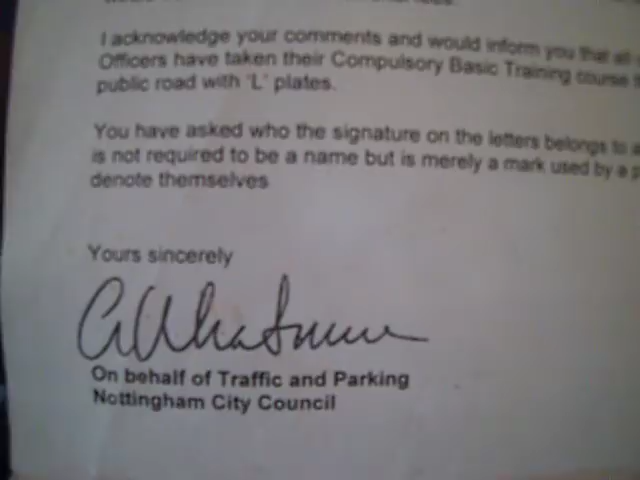 I acknowledge your comments and would inform you that all
Officers have taken their Compulsory Basic Training course
public road with 'L' plates.
You have asked who the signature on the letters belongs to
is not required to be a name but is merely a mark used by a
denote themselves
Yours sincerely
On behalf of Traffic and Parking
Nottingham City Council